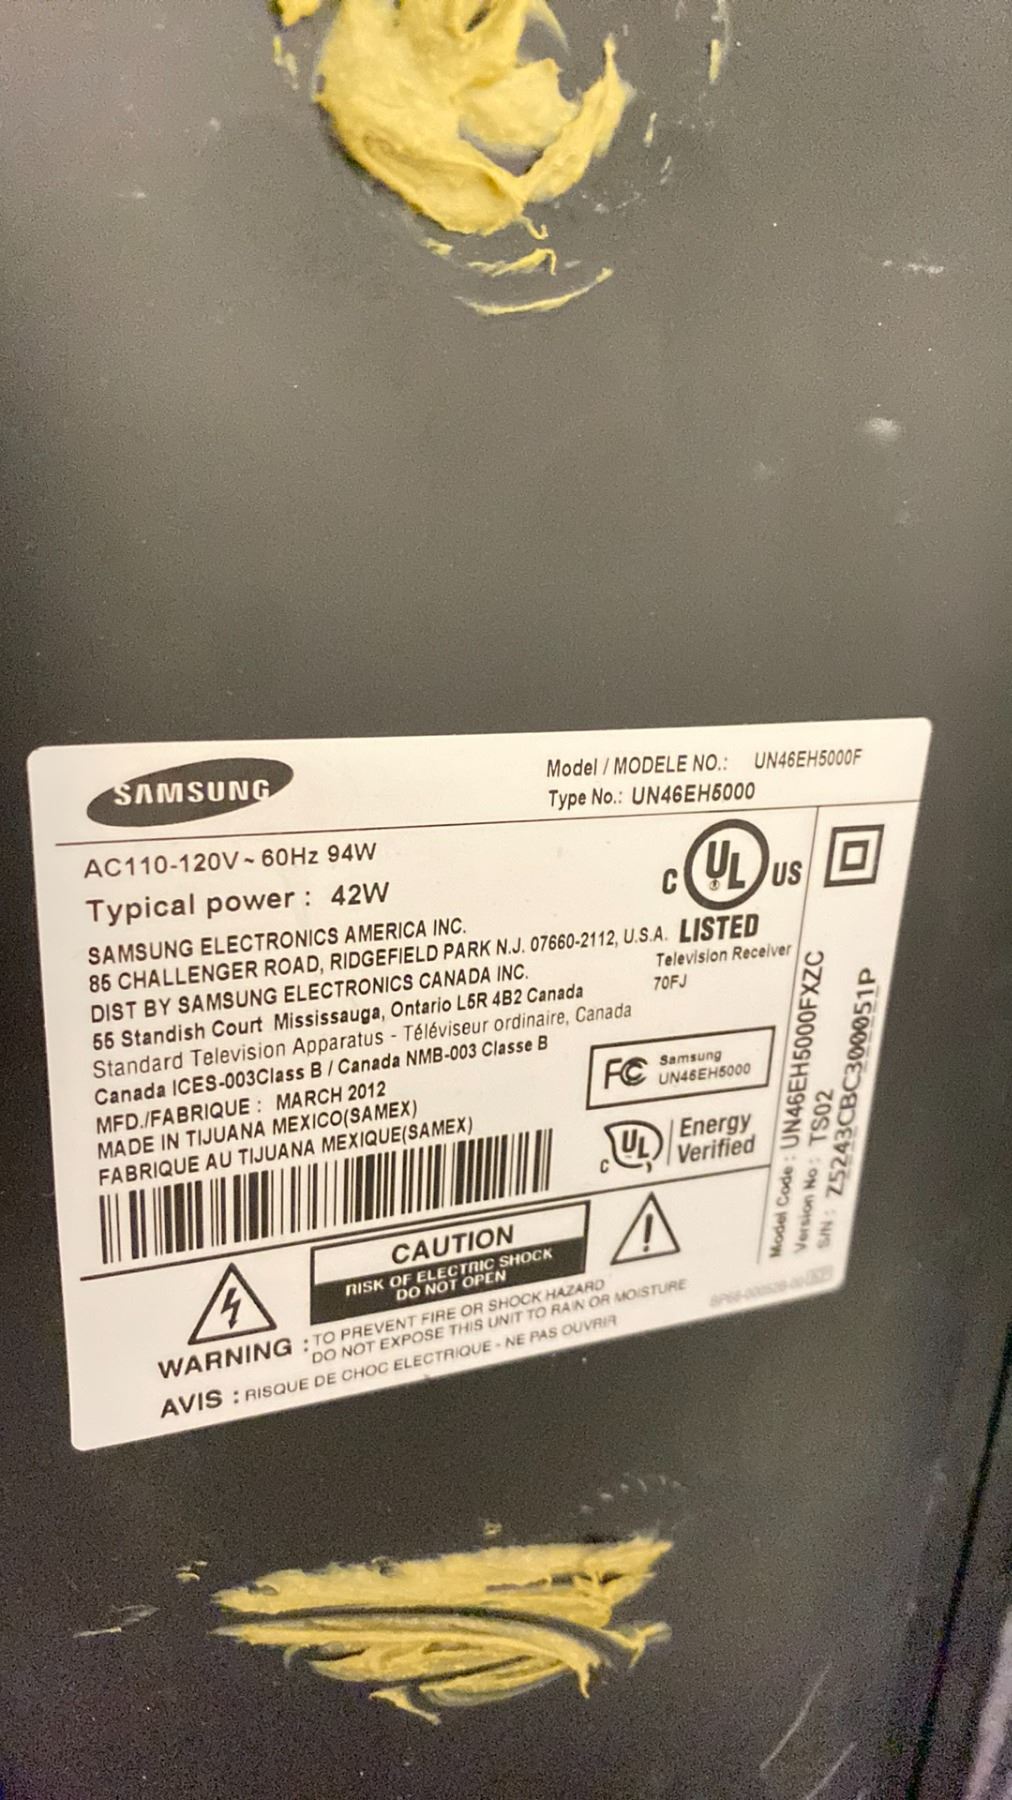 SAMSUNG
Model / MODELE NO.: UN46EH5000F
Type No.: UN46EH5000
AC110-120V~ 60Hz 94W
Typical power : 42W
SAMSUNG ELECTRONICS AMERICA INC.
85 CHALLENGER ROAD, RIDGEFIELD PARK N.J. 07660-2112, U.S.A.
DIST BY SAMSUNG ELECTRONICS CANADA INC.
55 Standish Court Mississauga, Ontario L5R 4B2 Canada
Standard Television Apparatus - Téléviseur ordinaire, Canada
Canada ICES-003Class B / Canada NMB-003 Classe B
MFD./FABRIQUE : MARCH 2012
MADE IN TIJUANA MEXICO(SAMEX)
FABRIQUE AU TIJUANA MEXIQUE(SAMEX)
C UL ® US
LISTED
Television Receiver
70FJ
FC Samsung
UN46EH5000
C UL Energy
Verified
Model Code : UN46EH5000FXZC
Version No : TS02
S/N : Z5243CBC300051P
CAUTION
RISK OF ELECTRIC SHOCK
DO NOT OPEN
WARNING : TO PREVENT FIRE OR SHOCK HAZARD
DO NOT EXPOSE THIS UNIT TO RAIN OR MOISTURE
AVIS : RISQUE DE CHOC ELECTRIQUE - NE PAS OUVRIR